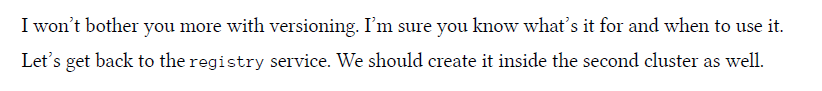 I won’t bother you more with versioning. I’m sure you know what’s it for and when to use it.
Let’s get back to the registry service. We should create it inside the second cluster as well.